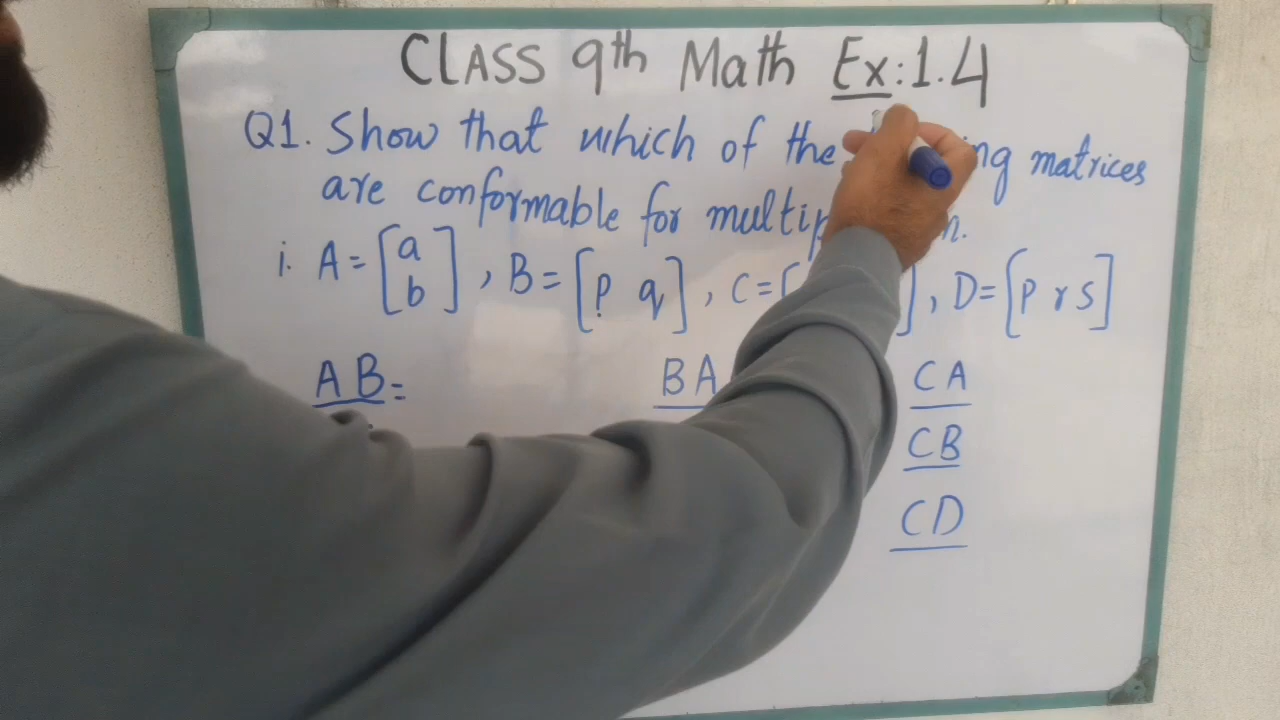 CLASS 9th Math Ex:1.4
Q1. Show that which of the matrices
are conformable for
i. A = [a b], B = [p q], C = [ ], D = [p r s]
AB= BA CA
CB
CD